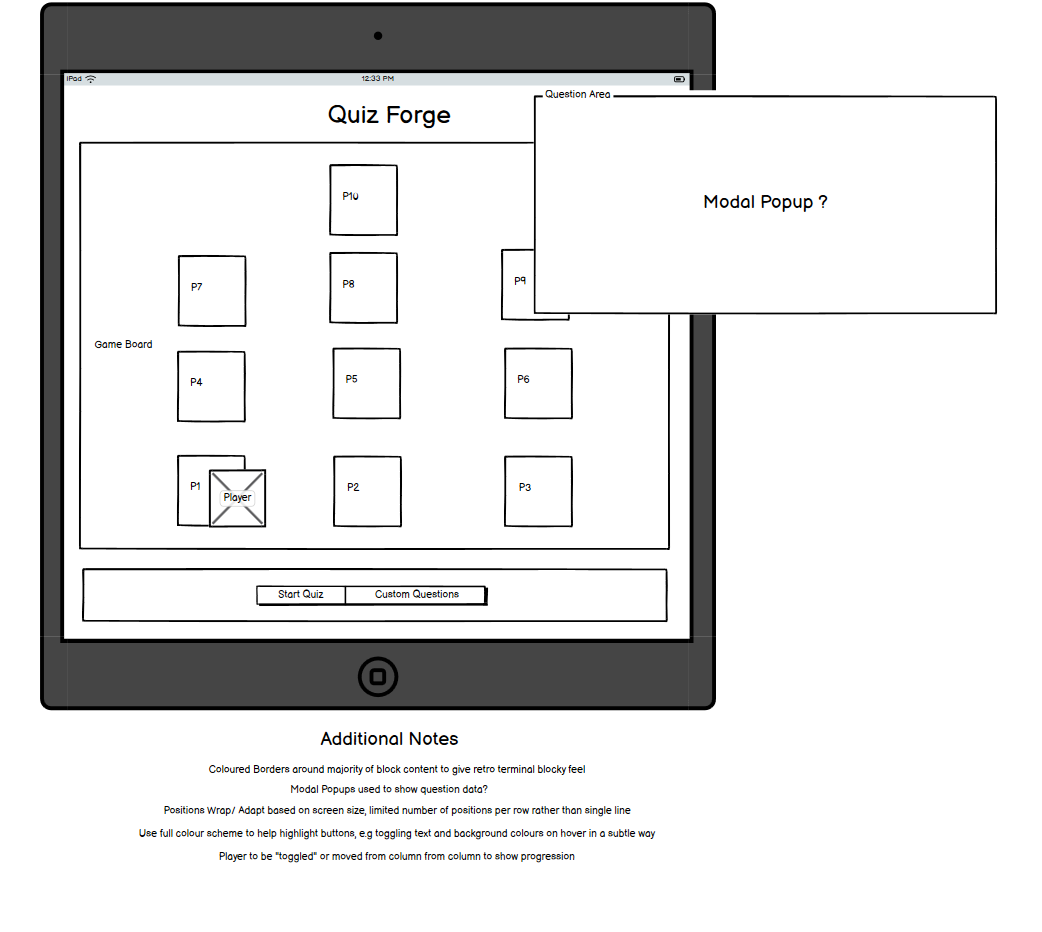 iPad
12:33 PM
Question Area
Quiz Forge
Modal Popup ?
P10
P7
P8
P9
Game Board
P4
P5
P6
P1
Player
P2
P3
Start Quiz
Custom Questions
Additional Notes
Coloured Borders around majority of block content to give retro terminal blocky feel
Modal Popups used to show question data?
Positions Wrap/ Adapt based on screen size, limited number of positions per row rather than single line
Use full colour scheme to help highlight buttons, e.g toggling text and background colours on hover in a subtle way
Player to be "toggled" or moved from column from column to show progression